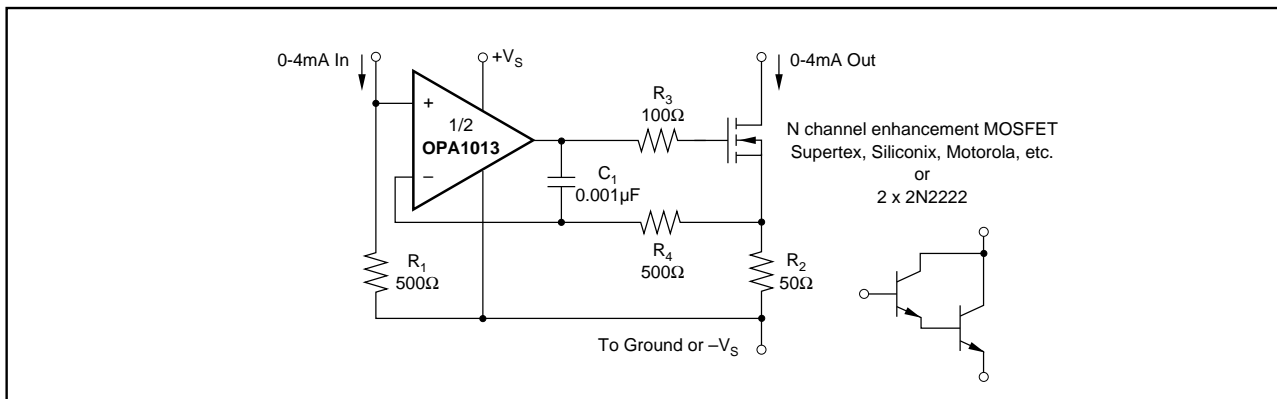 0-4mA In
+VS
0-4mA Out
+
1/2
OPA1013
–
R3
100Ω
N channel enhancement MOSFET
Supertex, Siliconix, Motorola, etc.
or
2 x 2N2222
C1
0.001µF
R1
500Ω
R4
500Ω
R2
50Ω
To Ground or –VS